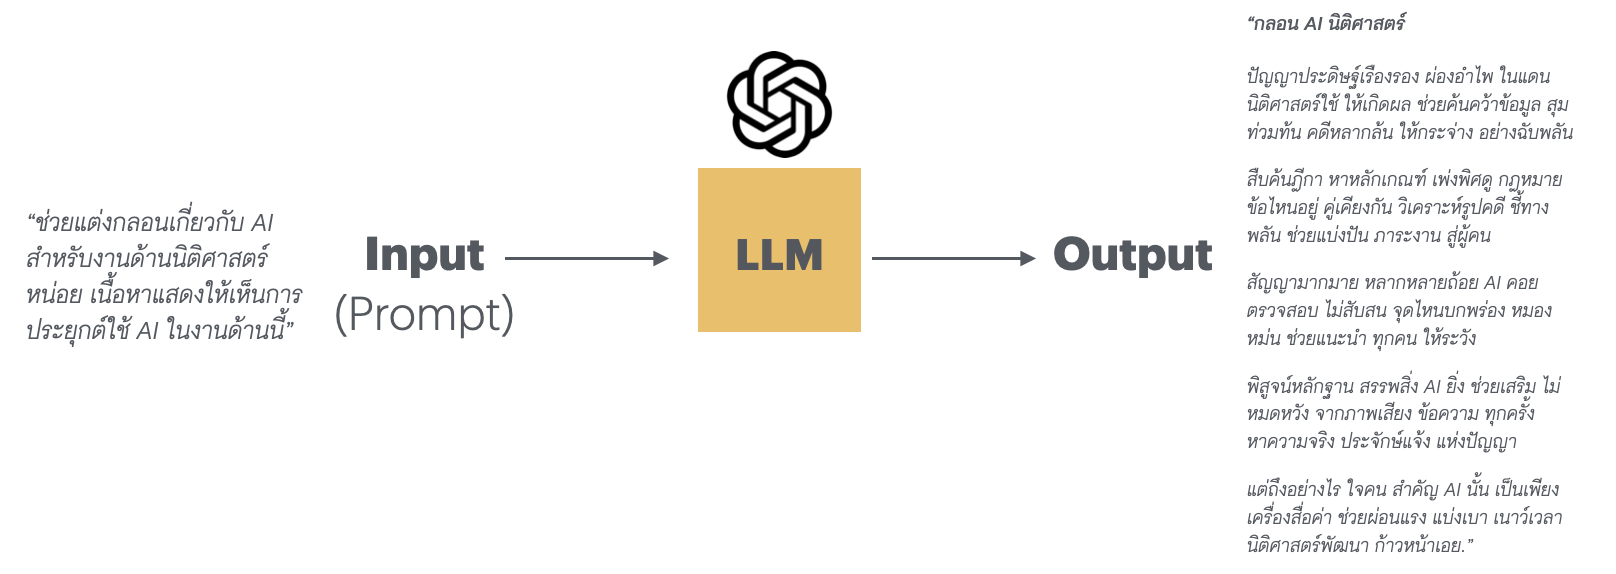 “ช่วยแต่งกลอนเกี่ยวกับ AI
สำหรับงานด้านนิติศาสตร์
หน่อย เนื้อหาแสดงให้เห็นการ
ประยุกต์ใช้ AI ในงานด้านนี้”
Input
(Prompt)
LLM
Output
“กลอน AI นิติศาสตร์
ปัญญาประดิษฐ์เรืองรอง ผ่องอำไพ ในแดน
นิติศาสตร์ใช้ ให้เกิดผล ช่วยค้นคว้าข้อมูล สุม
ท่วมท้น คดีหลากล้น ให้กระจ่าง อย่างฉับพลัน
สืบค้นฎีกา หาหลักเกณฑ์ เพ่งพิศดู กฎหมาย
ข้อไหนอยู่ คู่เคียงกัน วิเคราะห์รูปคดี ชี้ทาง
พลัน ช่วยแบ่งปัน ภาระงาน สู่ผู้คน
สัญญามากมาย หลากหลายถ้อย AI คอย
ตรวจสอบ ไม่สับสน จุดไหนบกพร่อง หมอง
หม่น ช่วยแนะนำ ทุกคน ให้ระวัง
พิสูจน์หลักฐาน สรรพสิ่ง AI ยิ่ง ช่วยเสริม ไม่
หมดหวัง จากภาพเสียง ข้อความ ทุกครั้ง
หาความจริง ประจักษ์แจ้ง แห่งปัญญา
แต่ถึงอย่างไร ใจคน สำคัญ AI นั้น เป็นเพียง
เครื่องสื่อค่า ช่วยผ่อนแรง แบ่งเบา เนาว์เวลา
นิติศาสตร์พัฒนา ก้าวหน้าเอย.”